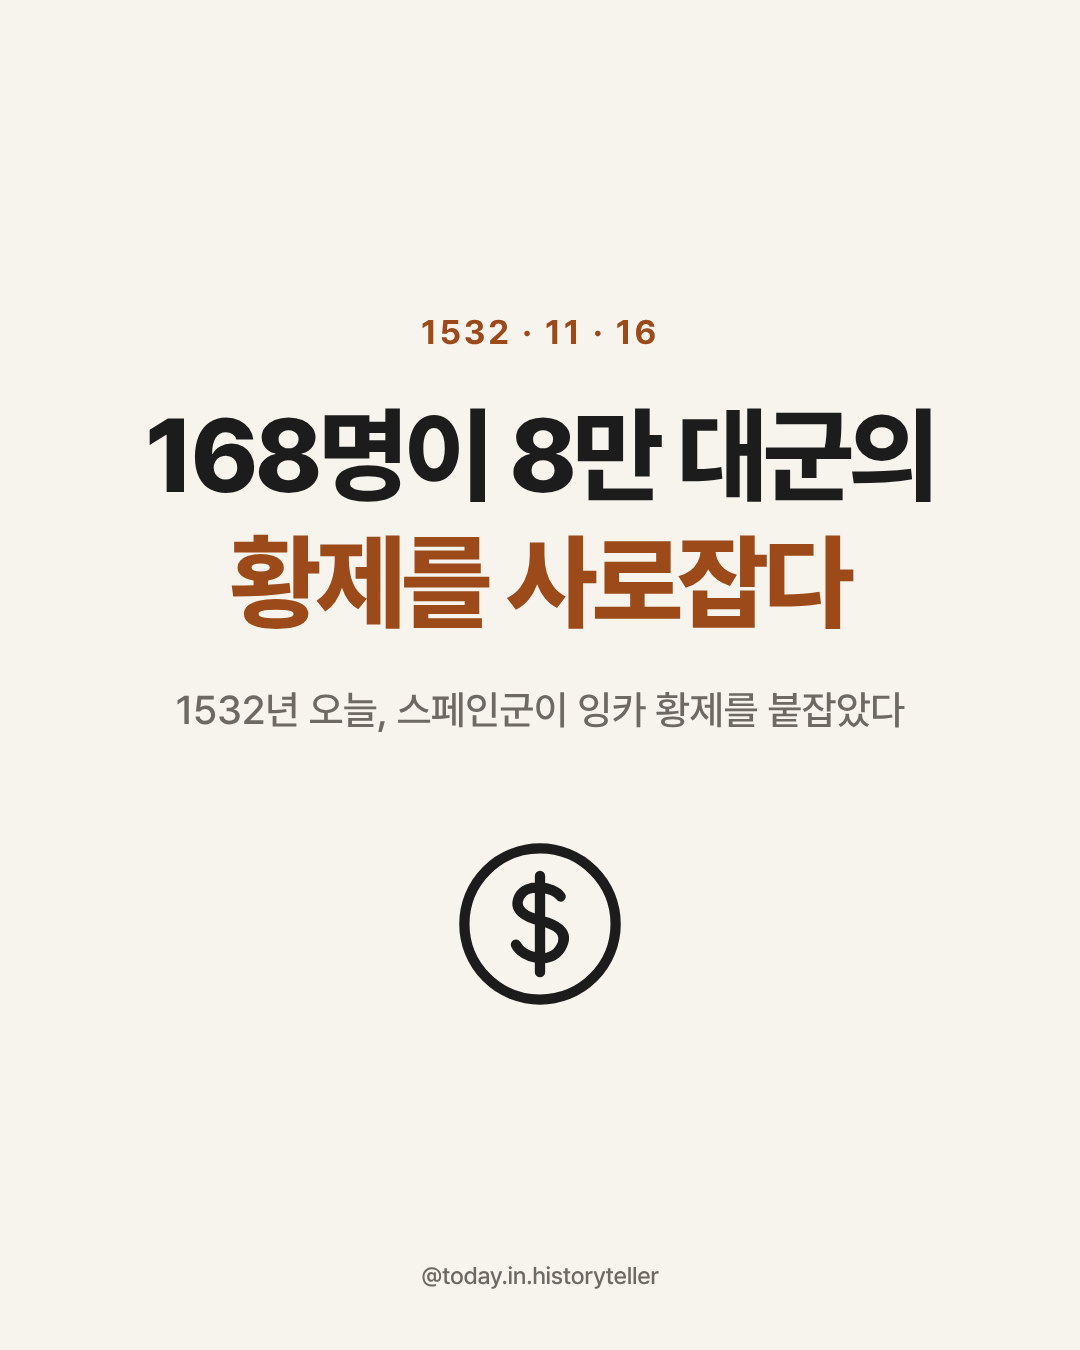 1532 · 11 · 16
168명이 8만 대군의
황제를 사로잡다
1532년 오늘, 스페인군이 잉카 황제를 붙잡았다
$
@today.in.historyteller